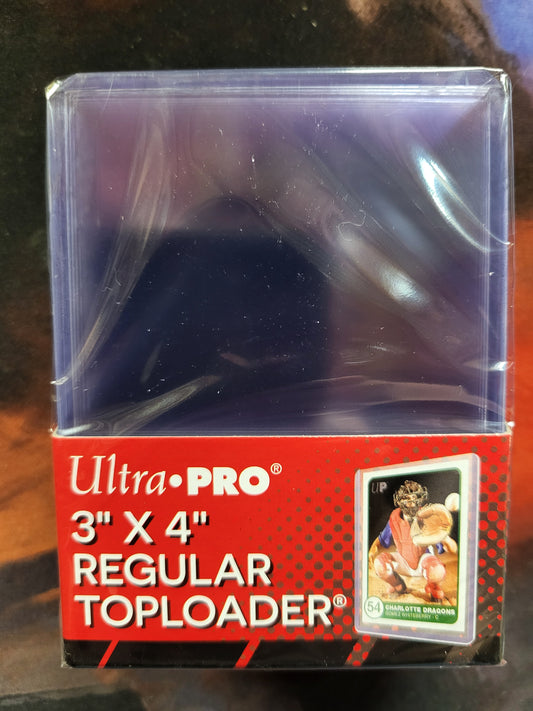 Ultra•PRO®
3" X 4"
REGULAR
TOPLOADER®
UP
54
CHARLOTTE DRAGONS